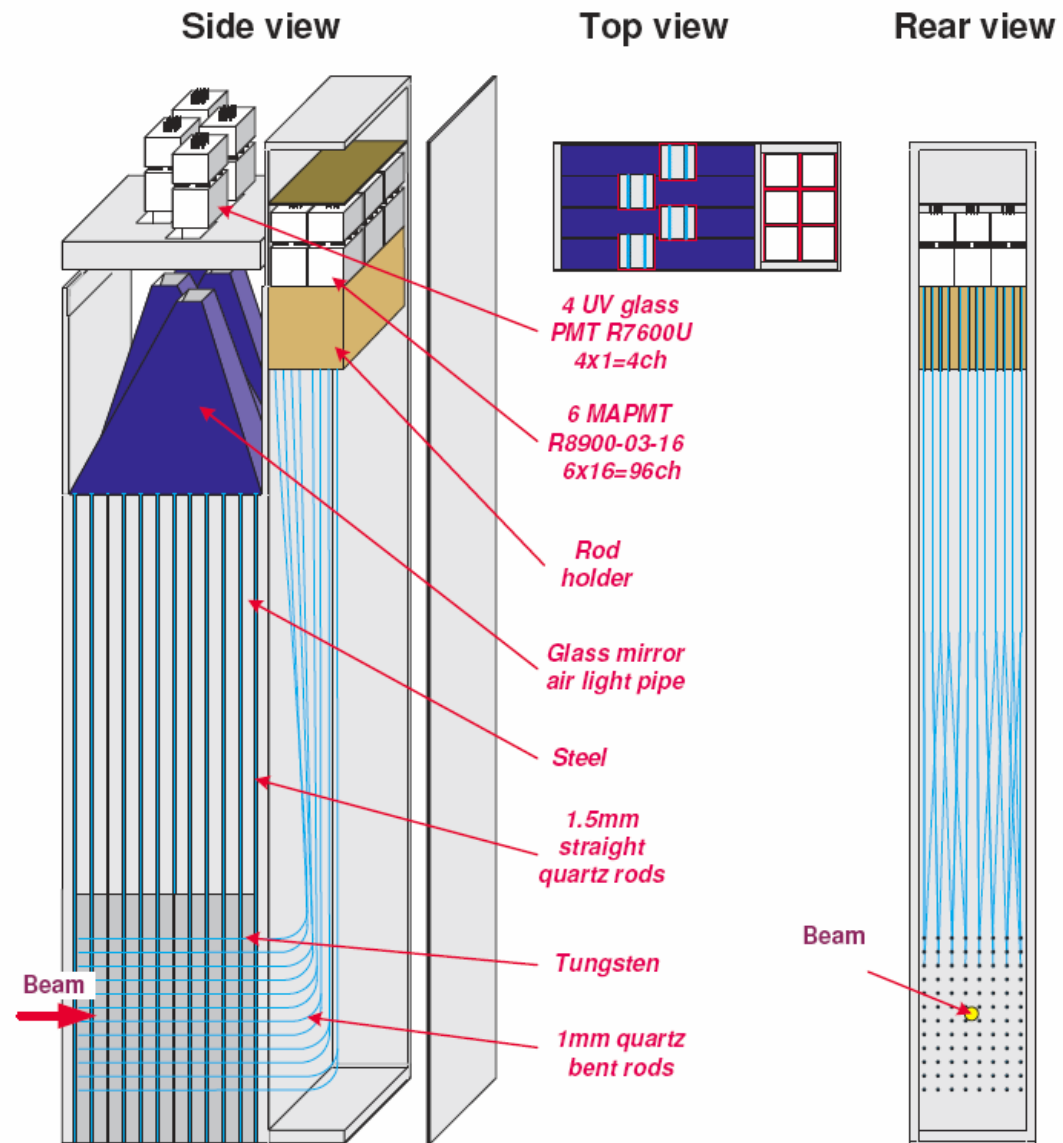 Side view
Top view
Rear view
4 UV glass
PMT R7600U
4x1=4ch
6 MAPMT
R8900-03-16
6x16=96ch
Rod
holder
Glass mirror
air light pipe
Steel
1.5mm
straight
quartz rods
Beam
Tungsten
Beam
1mm quartz
bent rods